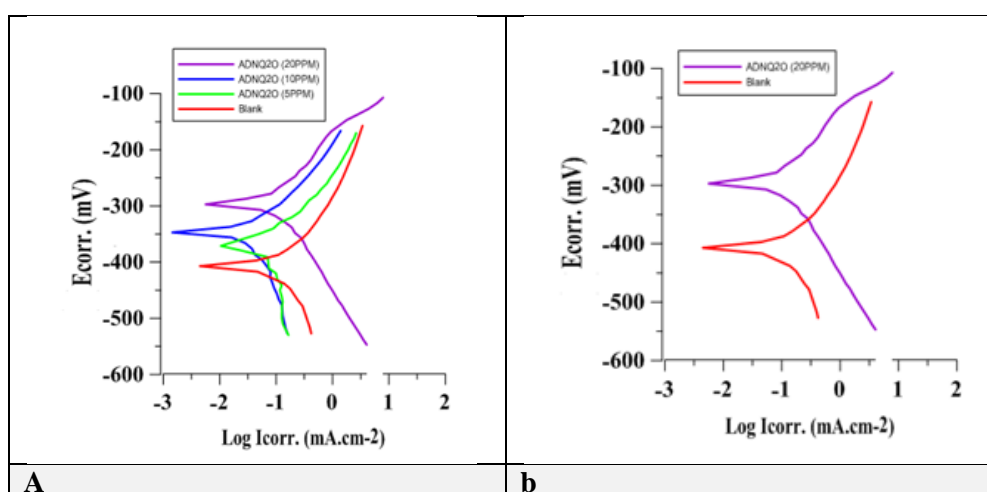 ADNQ2O (20PPM)
ADNQ2O (10PPM)
ADNQ2O (5PPM)
Blank
-100
-200
-300
-400
-500
-600
Ecorr. (mV)
-3 -2 -1 0 1 2
Log Icorr. (mA.cm-2)
A
ADNQ2O (20PPM)
Blank
-100
-200
-300
-400
-500
-600
Ecorr. (mV)
-3 -2 -1 0 1 2
Log Icorr. (mA.cm-2)
b